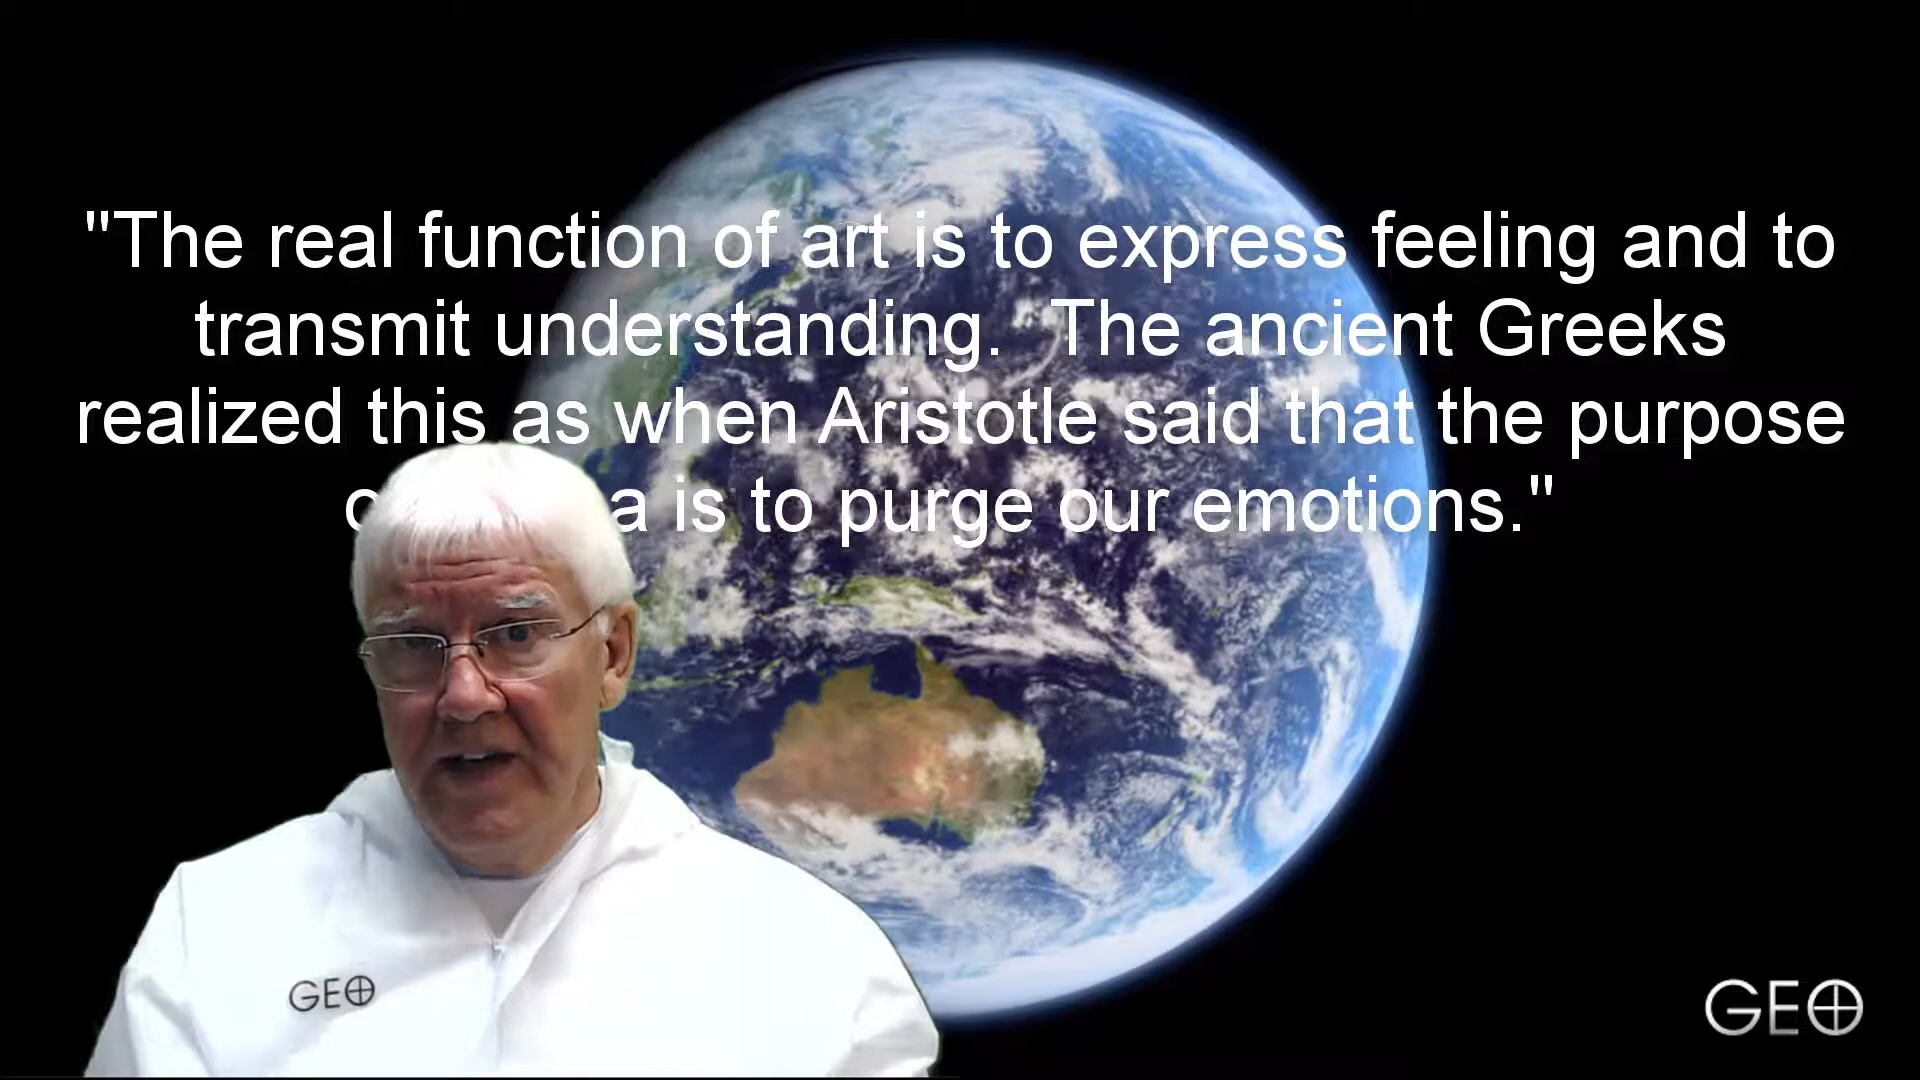 "The real function of art is to express feeling and to
transmit understanding.  The ancient Greeks
realized this as when Aristotle said that the purpose
is to purge our emotions."
GEO
GEO